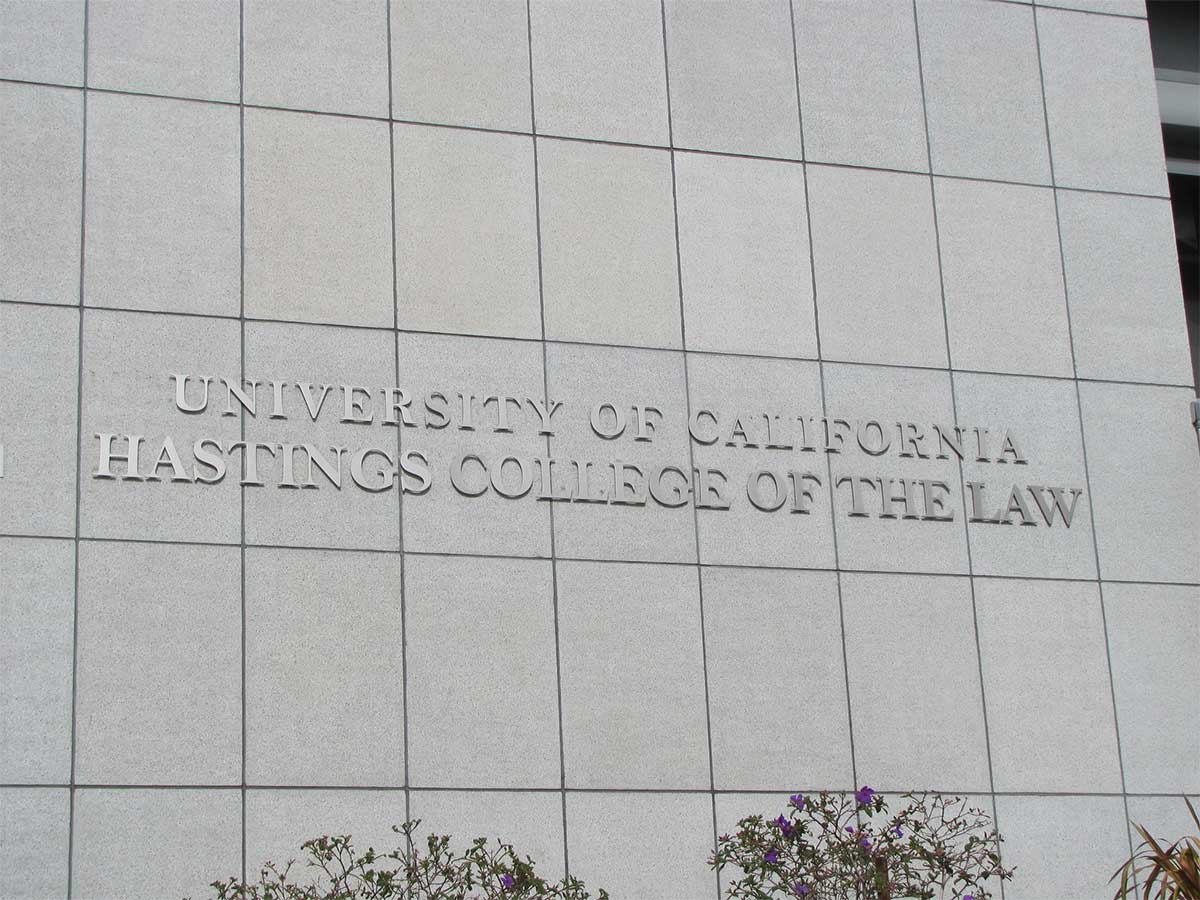 UNIVERSITY OF CALIFORNIA
HASTINGS COLLEGE OF THE LAW